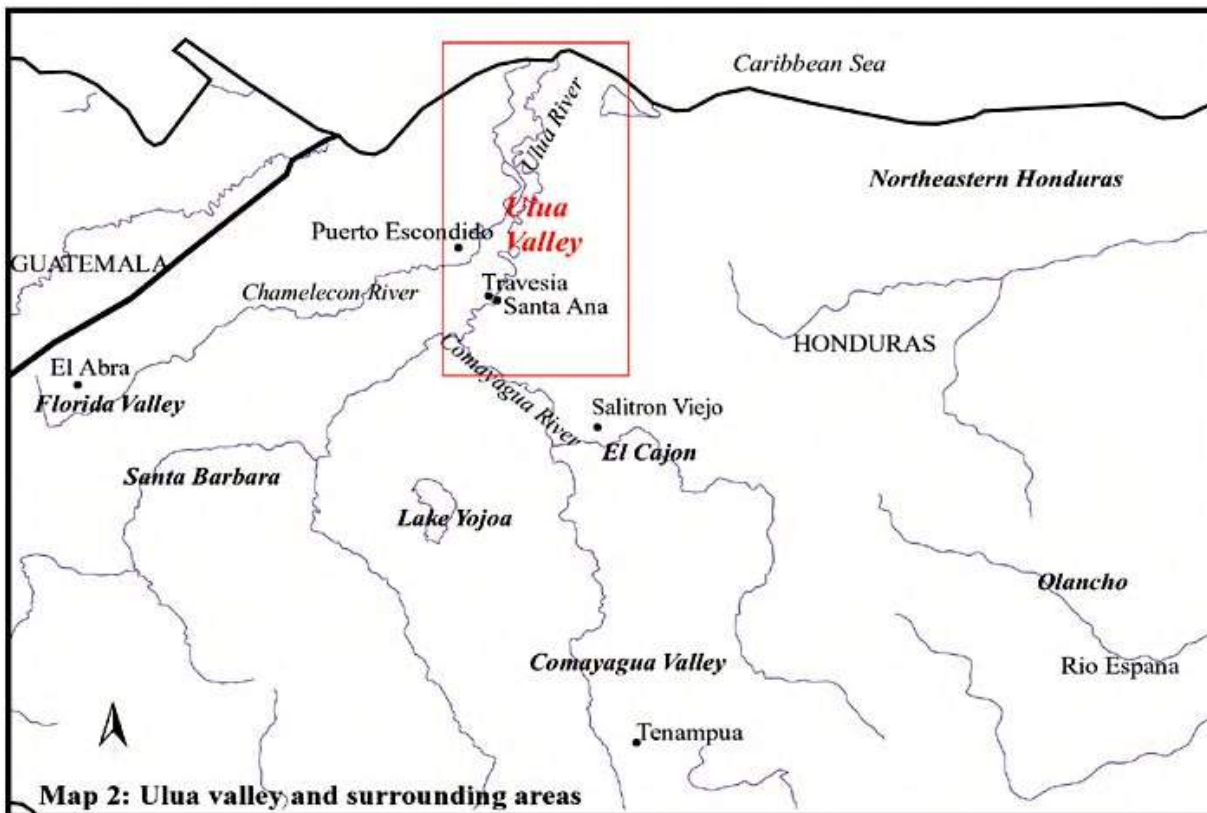 Caribbean Sea
Ulua River
Northeastern Honduras
Ulua
Valley
Puerto Escondido
GUATEMALA
Chamelecon River
Travesia
Santa Ana
HONDURAS
Comayagua River
El Abra
Florida Valley
Salitron Viejo
El Cajon
Santa Barbara
Lake Yojoa
Olancho
Comayagua Valley
Rio Espana
Tenampua
Map 2: Ulua valley and surrounding areas